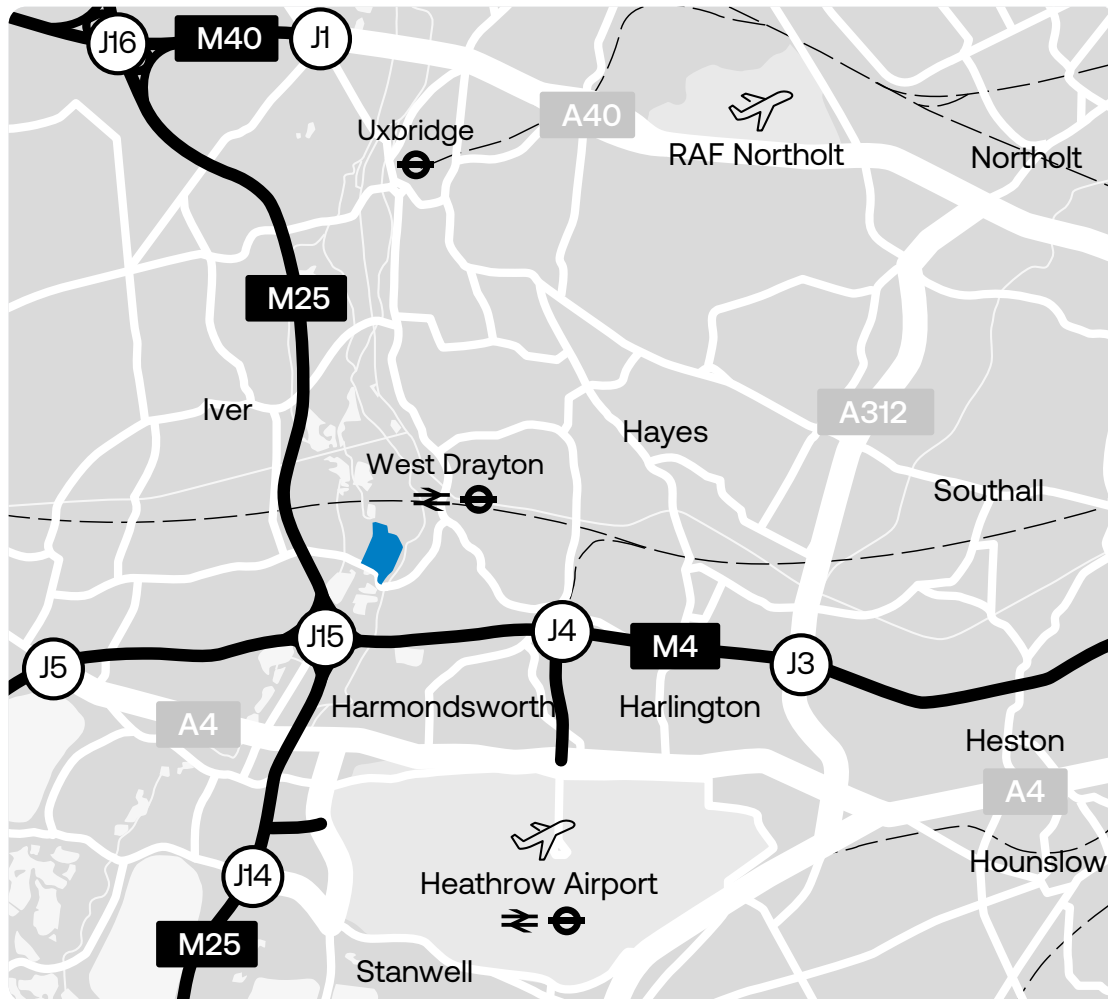 J16
M40
J1
A40
Uxbridge
RAF Northolt
Northolt
M25
Iver
A312
Hayes
West Drayton
Southall
J15
J4
M4
J3
J5
Harmondsworth
Harlington
A4
Heston
A4
Hounslow
J14
Heathrow Airport
M25
Stanwell